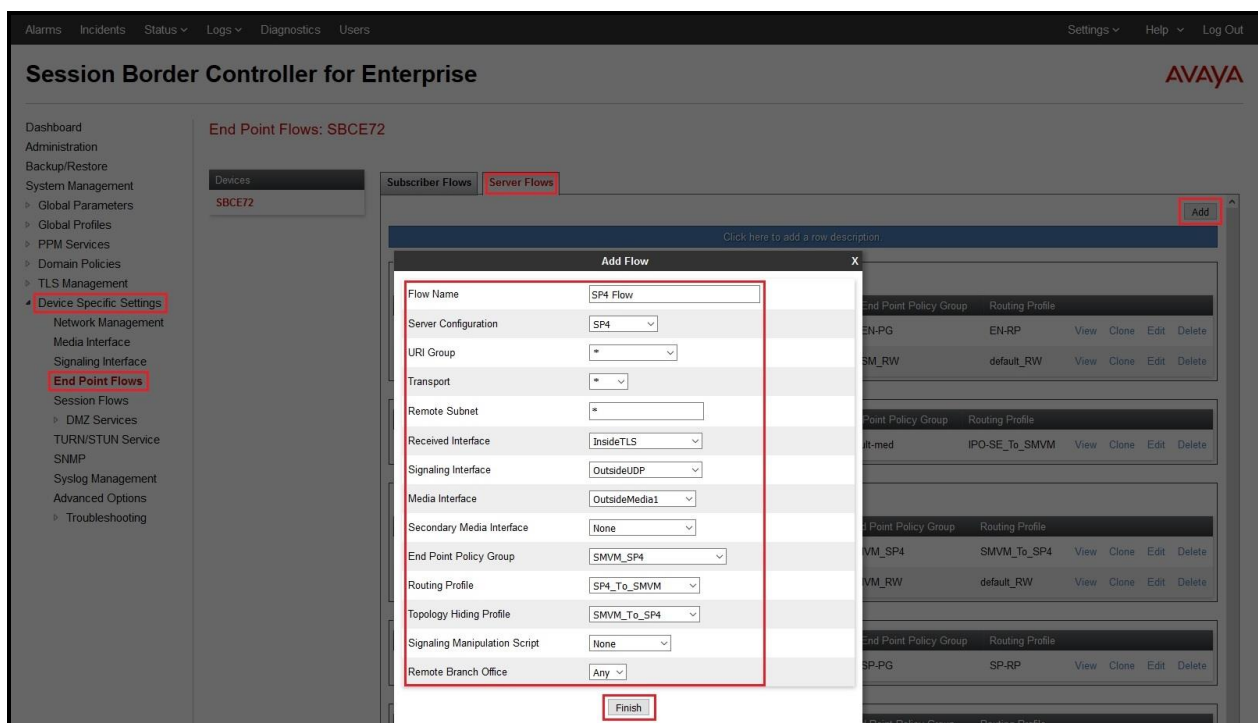 Alarms Incidents Status Logs Diagnostics Users Settings Help Log Out
Session Border Controller for Enterprise
AVAYA
Dashboard
Administration
Backup/Restore
System Management
Global Parameters
Global Profiles
PPM Services
Domain Policies
TLS Management
Device Specific Settings
Network Management
Media Interface
Signaling Interface
End Point Flows
Session Flows
DMZ Services
TURN/STUN Service
SNMP
Syslog Management
Advanced Options
Troubleshooting
End Point Flows: SBCE72
Devices
SBCE72
Subscriber Flows Server Flows
Add
Click here to add a row description.
Add Flow X
Flow Name SP4 Flow
Server Configuration SP4
URI Group *
Transport *
Remote Subnet *
Received Interface InsideTLS
Signaling Interface OutsideUDP
Media Interface OutsideMedia1
Secondary Media Interface None
End Point Policy Group SMVM_SP4
Routing Profile SP4_To_SMVM
Topology Hiding Profile SMVM_To_SP4
Signaling Manipulation Script None
Remote Branch Office Any
Finish
End Point Policy Group Routing Profile
EN-PG EN-RP View Clone Edit Delete
SM_RW default_RW View Clone Edit Delete
Point Policy Group Routing Profile
ult-med IPO-SE_To_SMVM View Clone Edit Delete
d Point Policy Group Routing Profile
VM_SP4 SMVM_To_SP4 View Clone Edit Delete
VM_RW default_RW View Clone Edit Delete
End Point Policy Group Routing Profile
SP-PG SP-RP View Clone Edit Delete